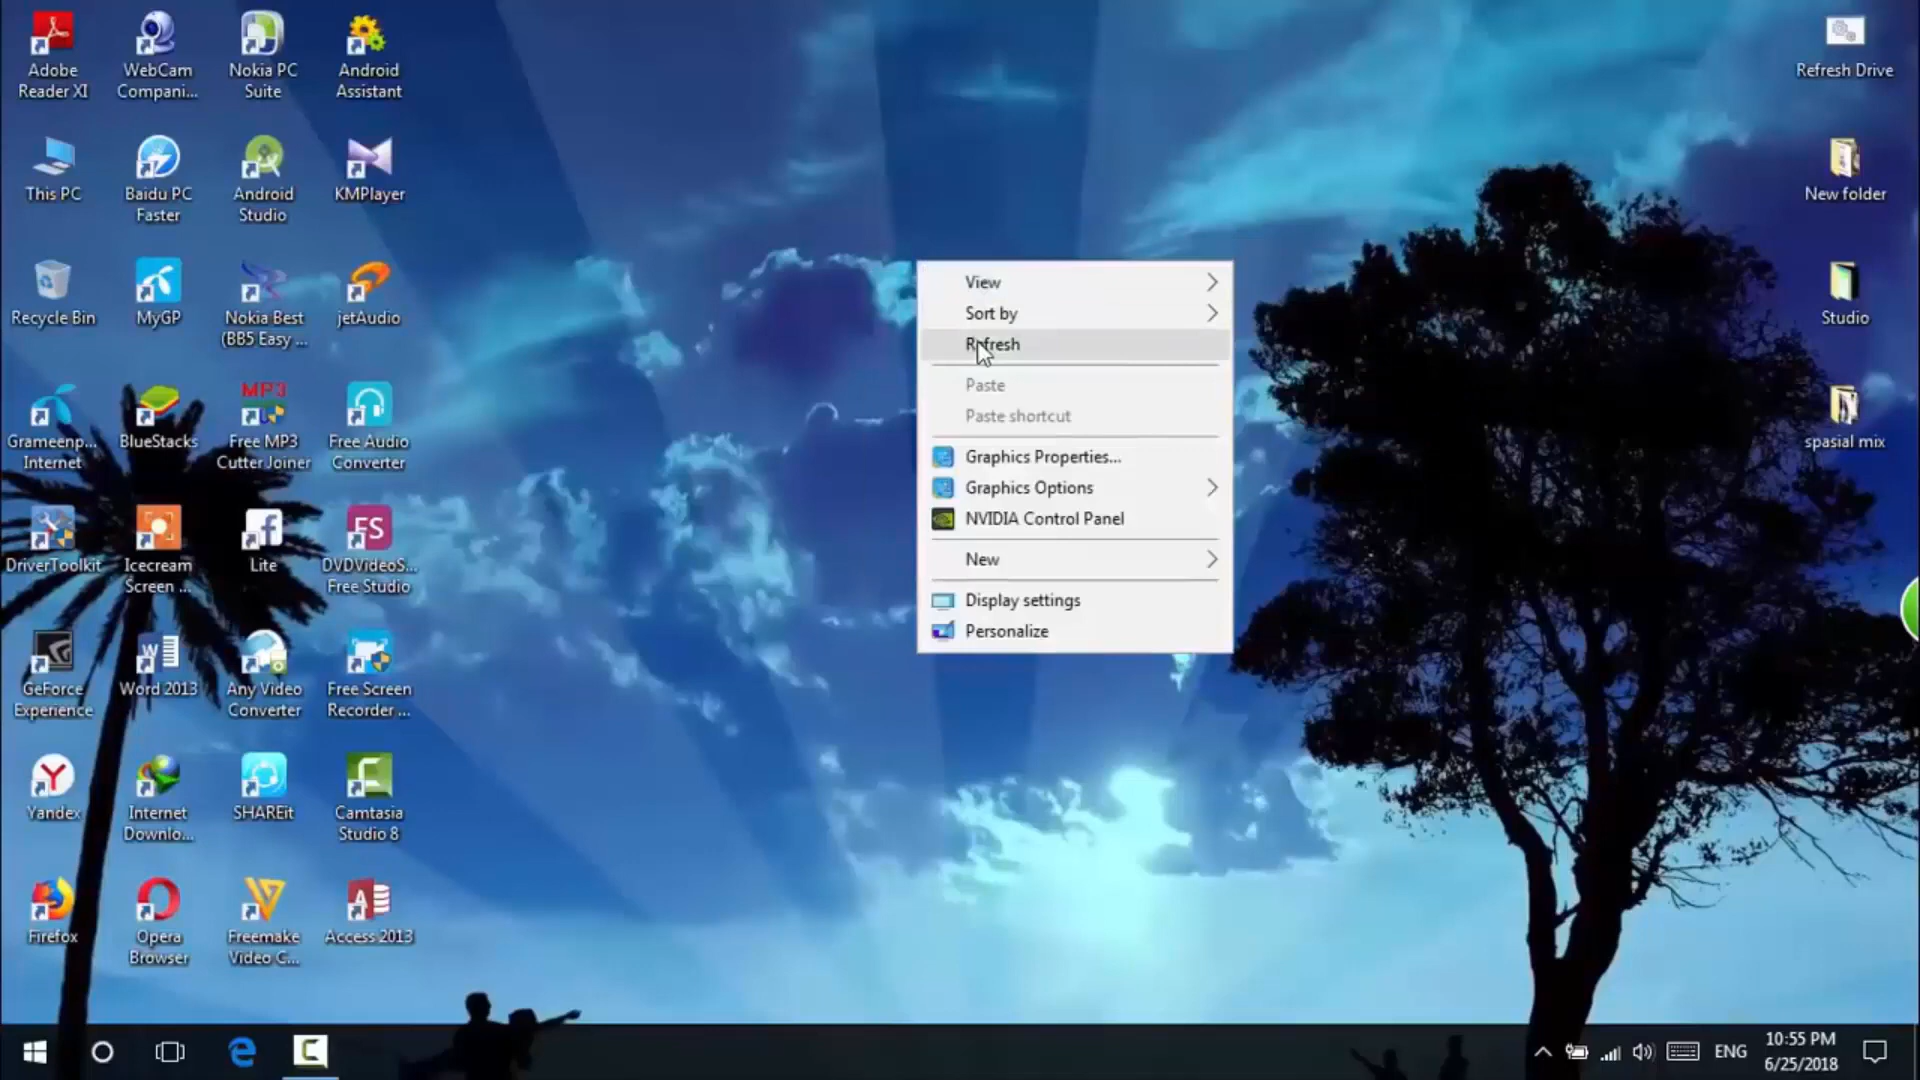 Adobe
Reader XI
WebCam
Compani...
Nokia PC
Suite
Android
Assistant
Refresh Drive
This PC
Baidu PC
Faster
Android
Studio
KMPlayer
New folder
Recycle Bin
MyGP
Nokia Best
(BB5 Easy ...
jetAudio
Studio
Grameenp...
Internet
BlueStacks
MP3
Free MP3
Cutter Joiner
Free Audio
Converter
spasial mix
DriverToolkit
Icecream
Screen ...
Lite
FS
DVDVideoS...
Free Studio
GeForce
Experience
Word 2013
Any Video
Converter
Free Screen
Recorder ...
Yandex
Internet
Downlo...
SHAREit
Camtasia
Studio 8
Firefox
Opera
Browser
Freemake
Video C...
Access 2013
View
Sort by
Refresh
Paste
Paste shortcut
Graphics Properties...
Graphics Options
NVIDIA Control Panel
New
Display settings
Personalize
ENG
10:55 PM
6/25/2018